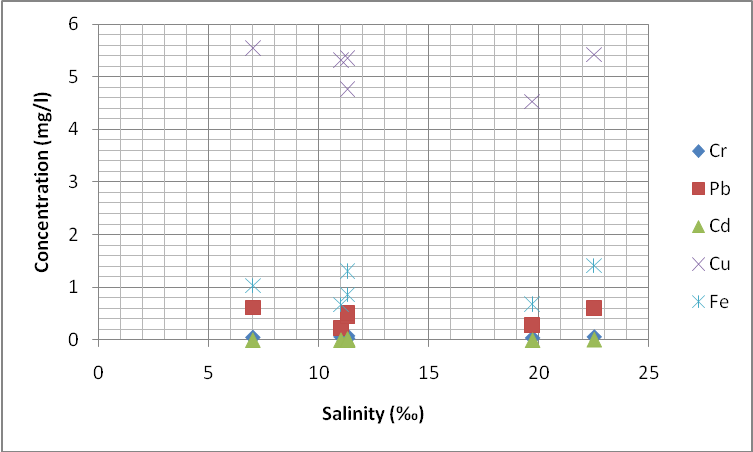 6
5
4
3
2
1
0
Concentration (mg/l)
0 5 10 15 20 25
Salinity (‰)
Cr
Pb
Cd
Cu
Fe